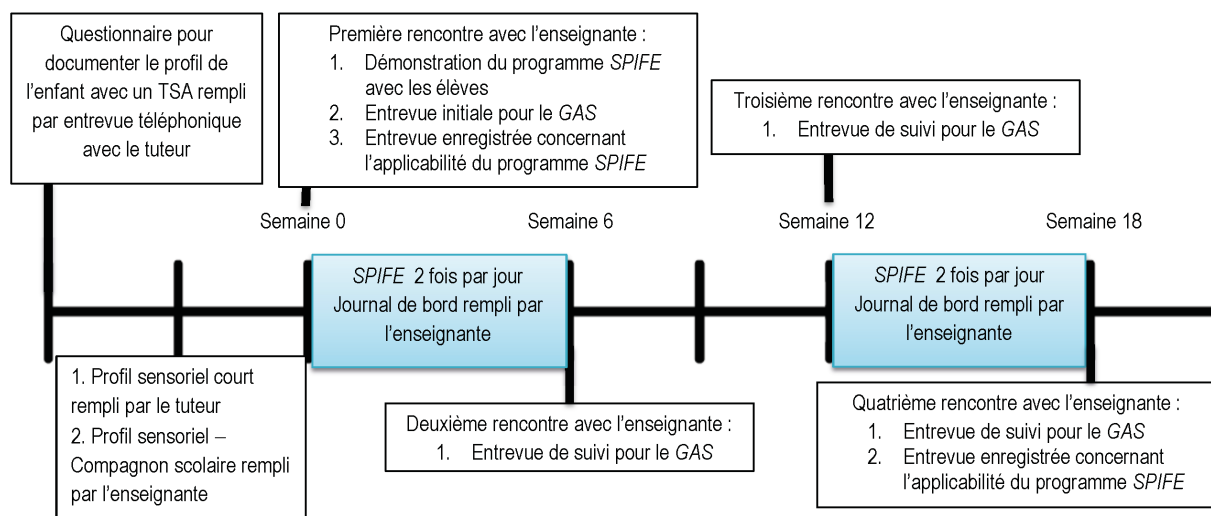 Questionnaire pour
documenter le profil de
l'enfant avec un TSA rempli
par entrevue téléphonique
avec le tuteur
Première rencontre avec l'enseignante :
1. Démonstration du programme SPIFE
avec les élèves
2. Entrevue initiale pour le GAS
3. Entrevue enregistrée concernant
l'applicabilité du programme SPIFE
Troisième rencontre avec l'enseignante :
1. Entrevue de suivi pour le GAS
Semaine 0
Semaine 6
Semaine 12
Semaine 18
SPIFE 2 fois par jour
Journal de bord rempli par
l'enseignante
SPIFE 2 fois par jour
Journal de bord rempli par
l'enseignante
1. Profil sensoriel court
rempli par le tuteur
2. Profil sensoriel –
Compagnon scolaire rempli
par l'enseignante
Deuxième rencontre avec l'enseignante :
1. Entrevue de suivi pour le GAS
Quatrième rencontre avec l'enseignante :
1. Entrevue de suivi pour le GAS
2. Entrevue enregistrée concernant
l'applicabilité du programme SPIFE